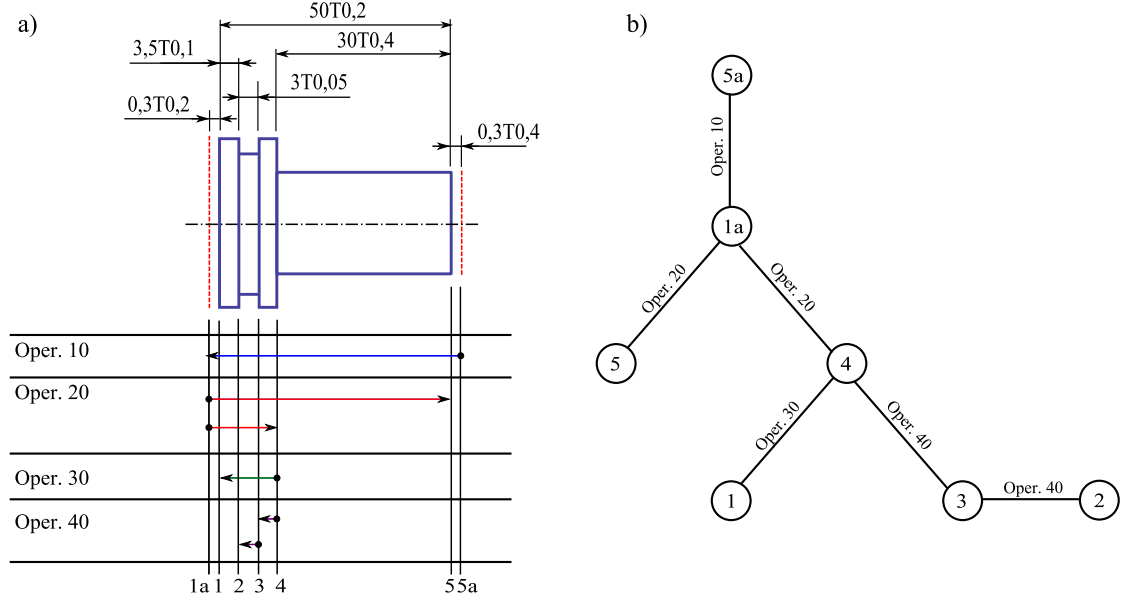 a)
50T0,2
30T0,4
3,5T0,1
3T0,05
0,3T0,2
0,3T0,4
Oper. 10
Oper. 20
Oper. 30
Oper. 40
1a 1 2 3 4 5 5a
b)
5a
Oper. 10
1a
Oper. 20
Oper. 20
5
4
Oper. 30
Oper. 40
1
3
Oper. 40
2